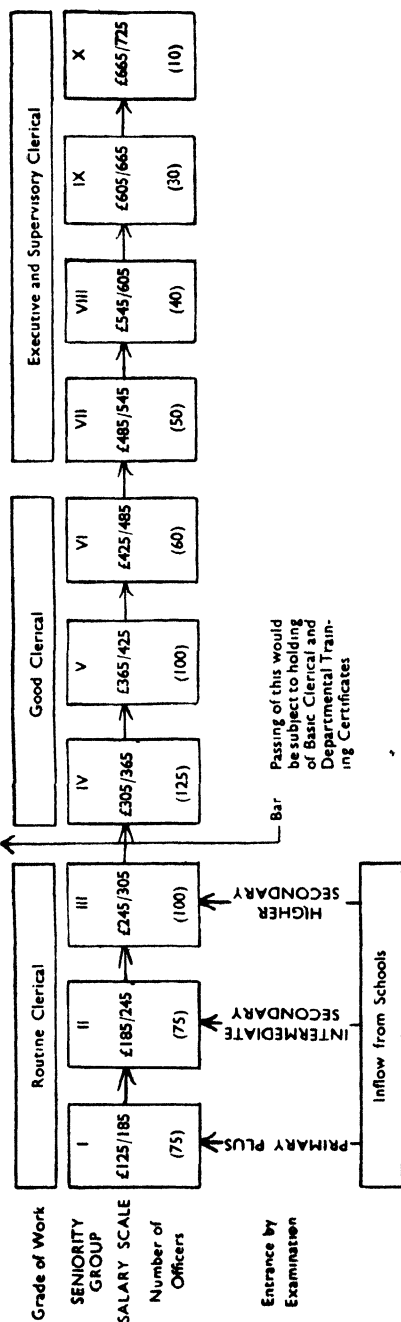 Grade of Work
Routine Clerical
Good Clerical
Executive and Supervisory Clerical
SENIORITY GROUP
I
II
III
IV
V
VI
VII
VIII
IX
X
SALARY SCALE
£125/185
£185/245
£245/305
£305/365
£365/425
£425/485
£485/545
£545/605
£605/665
£665/725
Number of Officers
(75)
(75)
(100)
(125)
(100)
(60)
(50)
(40)
(30)
(10)
Entrance by Examination
PRIMARY PLUS
INTERMEDIATE SECONDARY
HIGHER SECONDARY
Bar
Passing of this would
be subject to holding
of Basic Clerical and
Departmental Train-
ing Certificates
Inflow from Schools